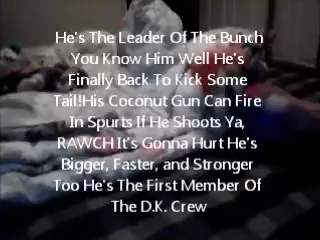 He's The Leader Of The Bunch
You Know Him Well He's
Finally Back To Kick Some
Tail!His Coconut Gun Can Fire
In Spurts If He Shoots Ya,
RAWCH It's Gonna Hurt He's
Bigger, Faster, and Stronger
Too He's The First Member Of
The D.K. Crew